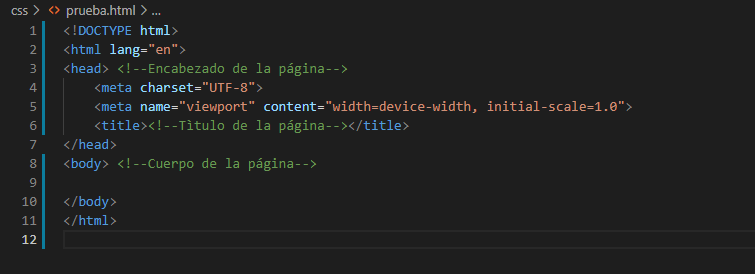 css > <> prueba.html > ...
1 <!DOCTYPE html>
2 <html lang="en">
3 <head> <!--Encabezado de la página-->
4     <meta charset="UTF-8">
5     <meta name="viewport" content="width=device-width, initial-scale=1.0">
6     <title><!--Tìtulo de la página--></title>
7 </head>
8 <body> <!--Cuerpo de la página-->
9
10 </body>
11 </html>
12